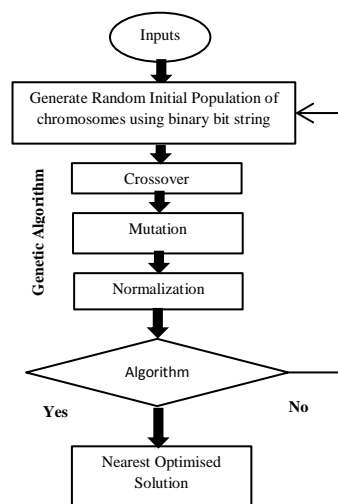 Inputs
Generate Random Initial Population of
chromosomes using binary bit string
Crossover
Genetic Algorithm
Mutation
Normalization
Algorithm
Yes
No
Nearest Optimised
Solution